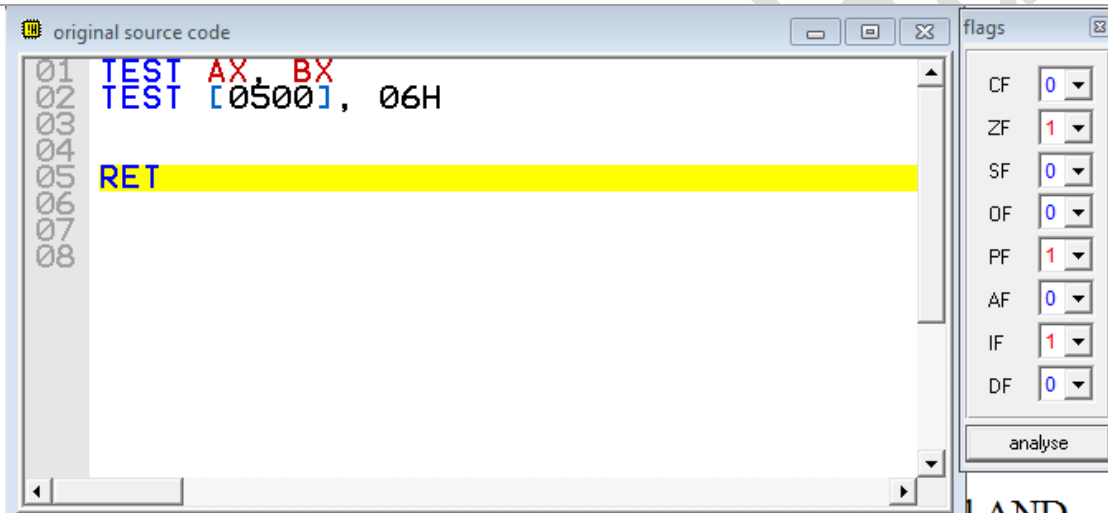 original source code
01 TEST AX, BX
02 TEST [0500], 06H
03
04
05 RET
06
07
08
flags
CF 0
ZF 1
SF 0
OF 0
PF 1
AF 0
IF 1
DF 0
analyse
AND